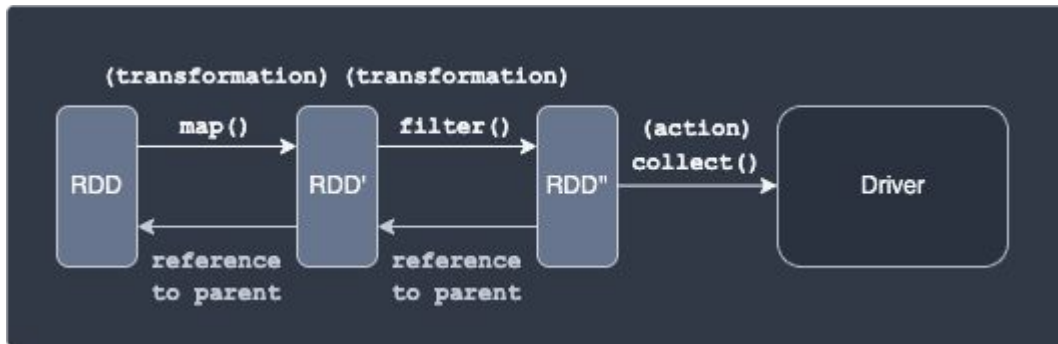 (transformation) (transformation)
map() filter() (action)
collect()
RDD RDD' RDD" Driver
reference reference
to parent to parent